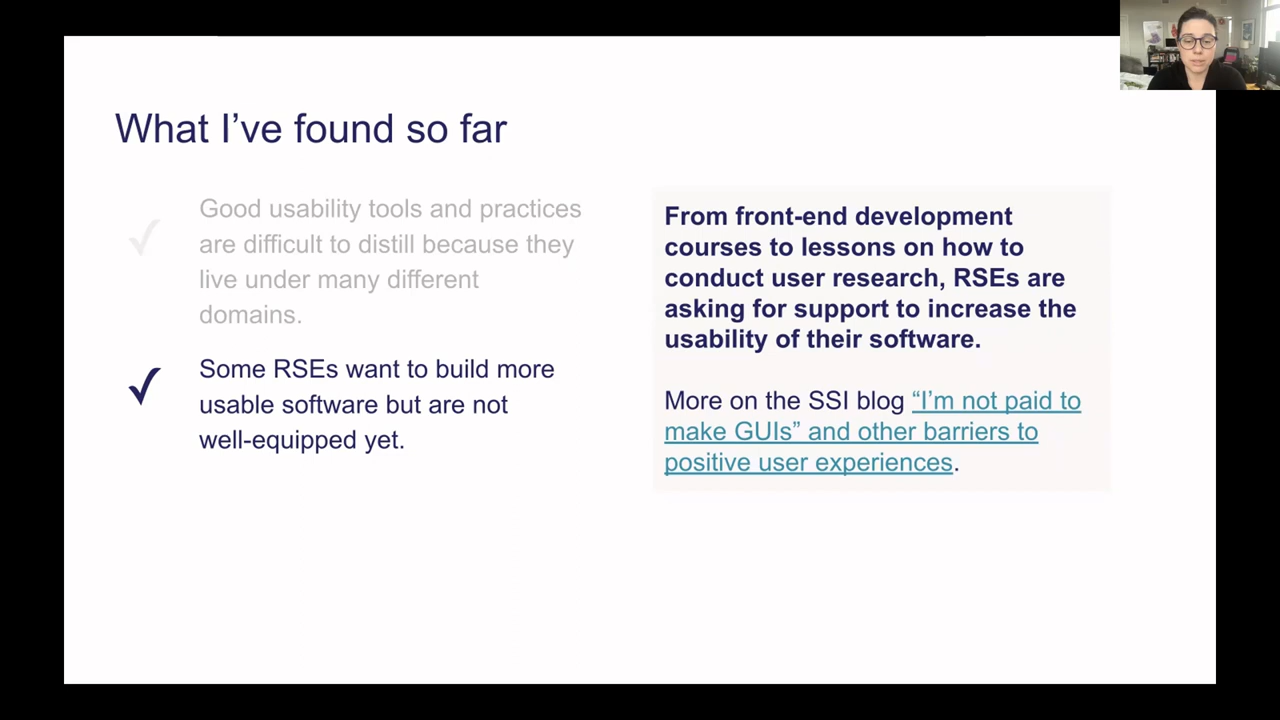 What I've found so far
Good usability tools and practices
are difficult to distill because they
live under many different
domains.
Some RSEs want to build more
usable software but are not
well-equipped yet.
From front-end development
courses to lessons on how to
conduct user research, RSEs are
asking for support to increase the
usability of their software.
More on the SSI blog “I’m not paid to
make GUIs” and other barriers to
positive user experiences.